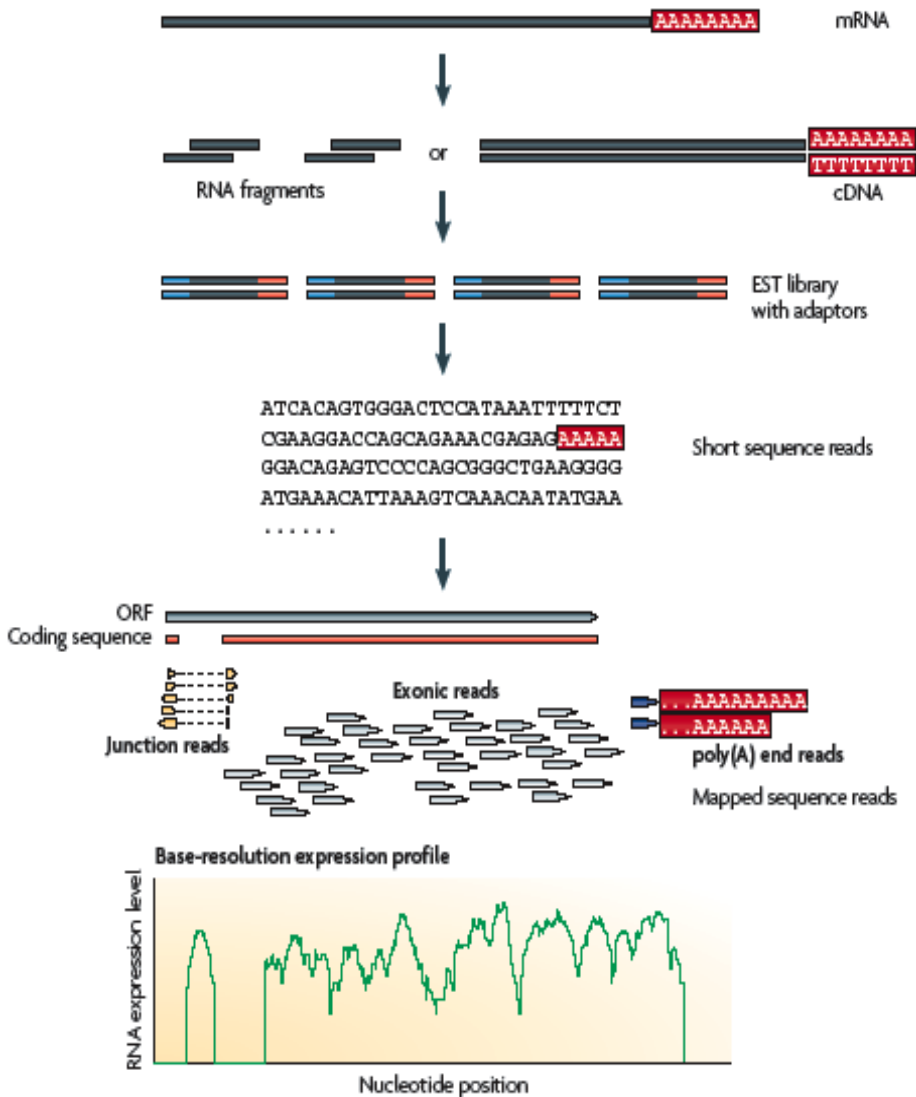 AAAAAAAA
mRNA
AAAAAAAA
or
TTTTTTTT
RNA fragments
cDNA
EST library
with adaptors
ATCACAGTGGGACTCCATAAATTTTTCT
CGAAGGACCAGCAGAAACGAGAGAAAAA
Short sequence reads
GGACAGAGTCCCCAGCGGGCTGAAGGGG
ATGAAACATTAAAGTCAAACAATATGAA
. . . . . .
ORF
Coding sequence
Exonic reads
...AAAAAAAAA
...AAAAAA
Junction reads
poly(A) end reads
Mapped sequence reads
Base-resolution expression profile
RNA expression level
Nucleotide position